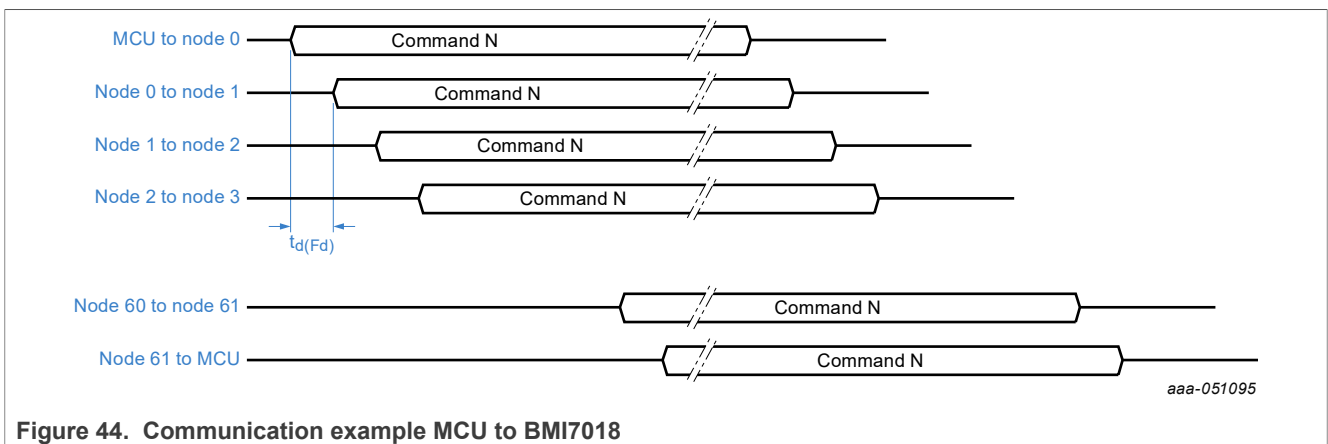 MCU to node 0 Command N
Node 0 to node 1 Command N
Node 1 to node 2 Command N
Node 2 to node 3 Command N
td(Fd)
Node 60 to node 61 Command N
Node 61 to MCU Command N
aaa-051095
Figure 44. Communication example MCU to BMI7018